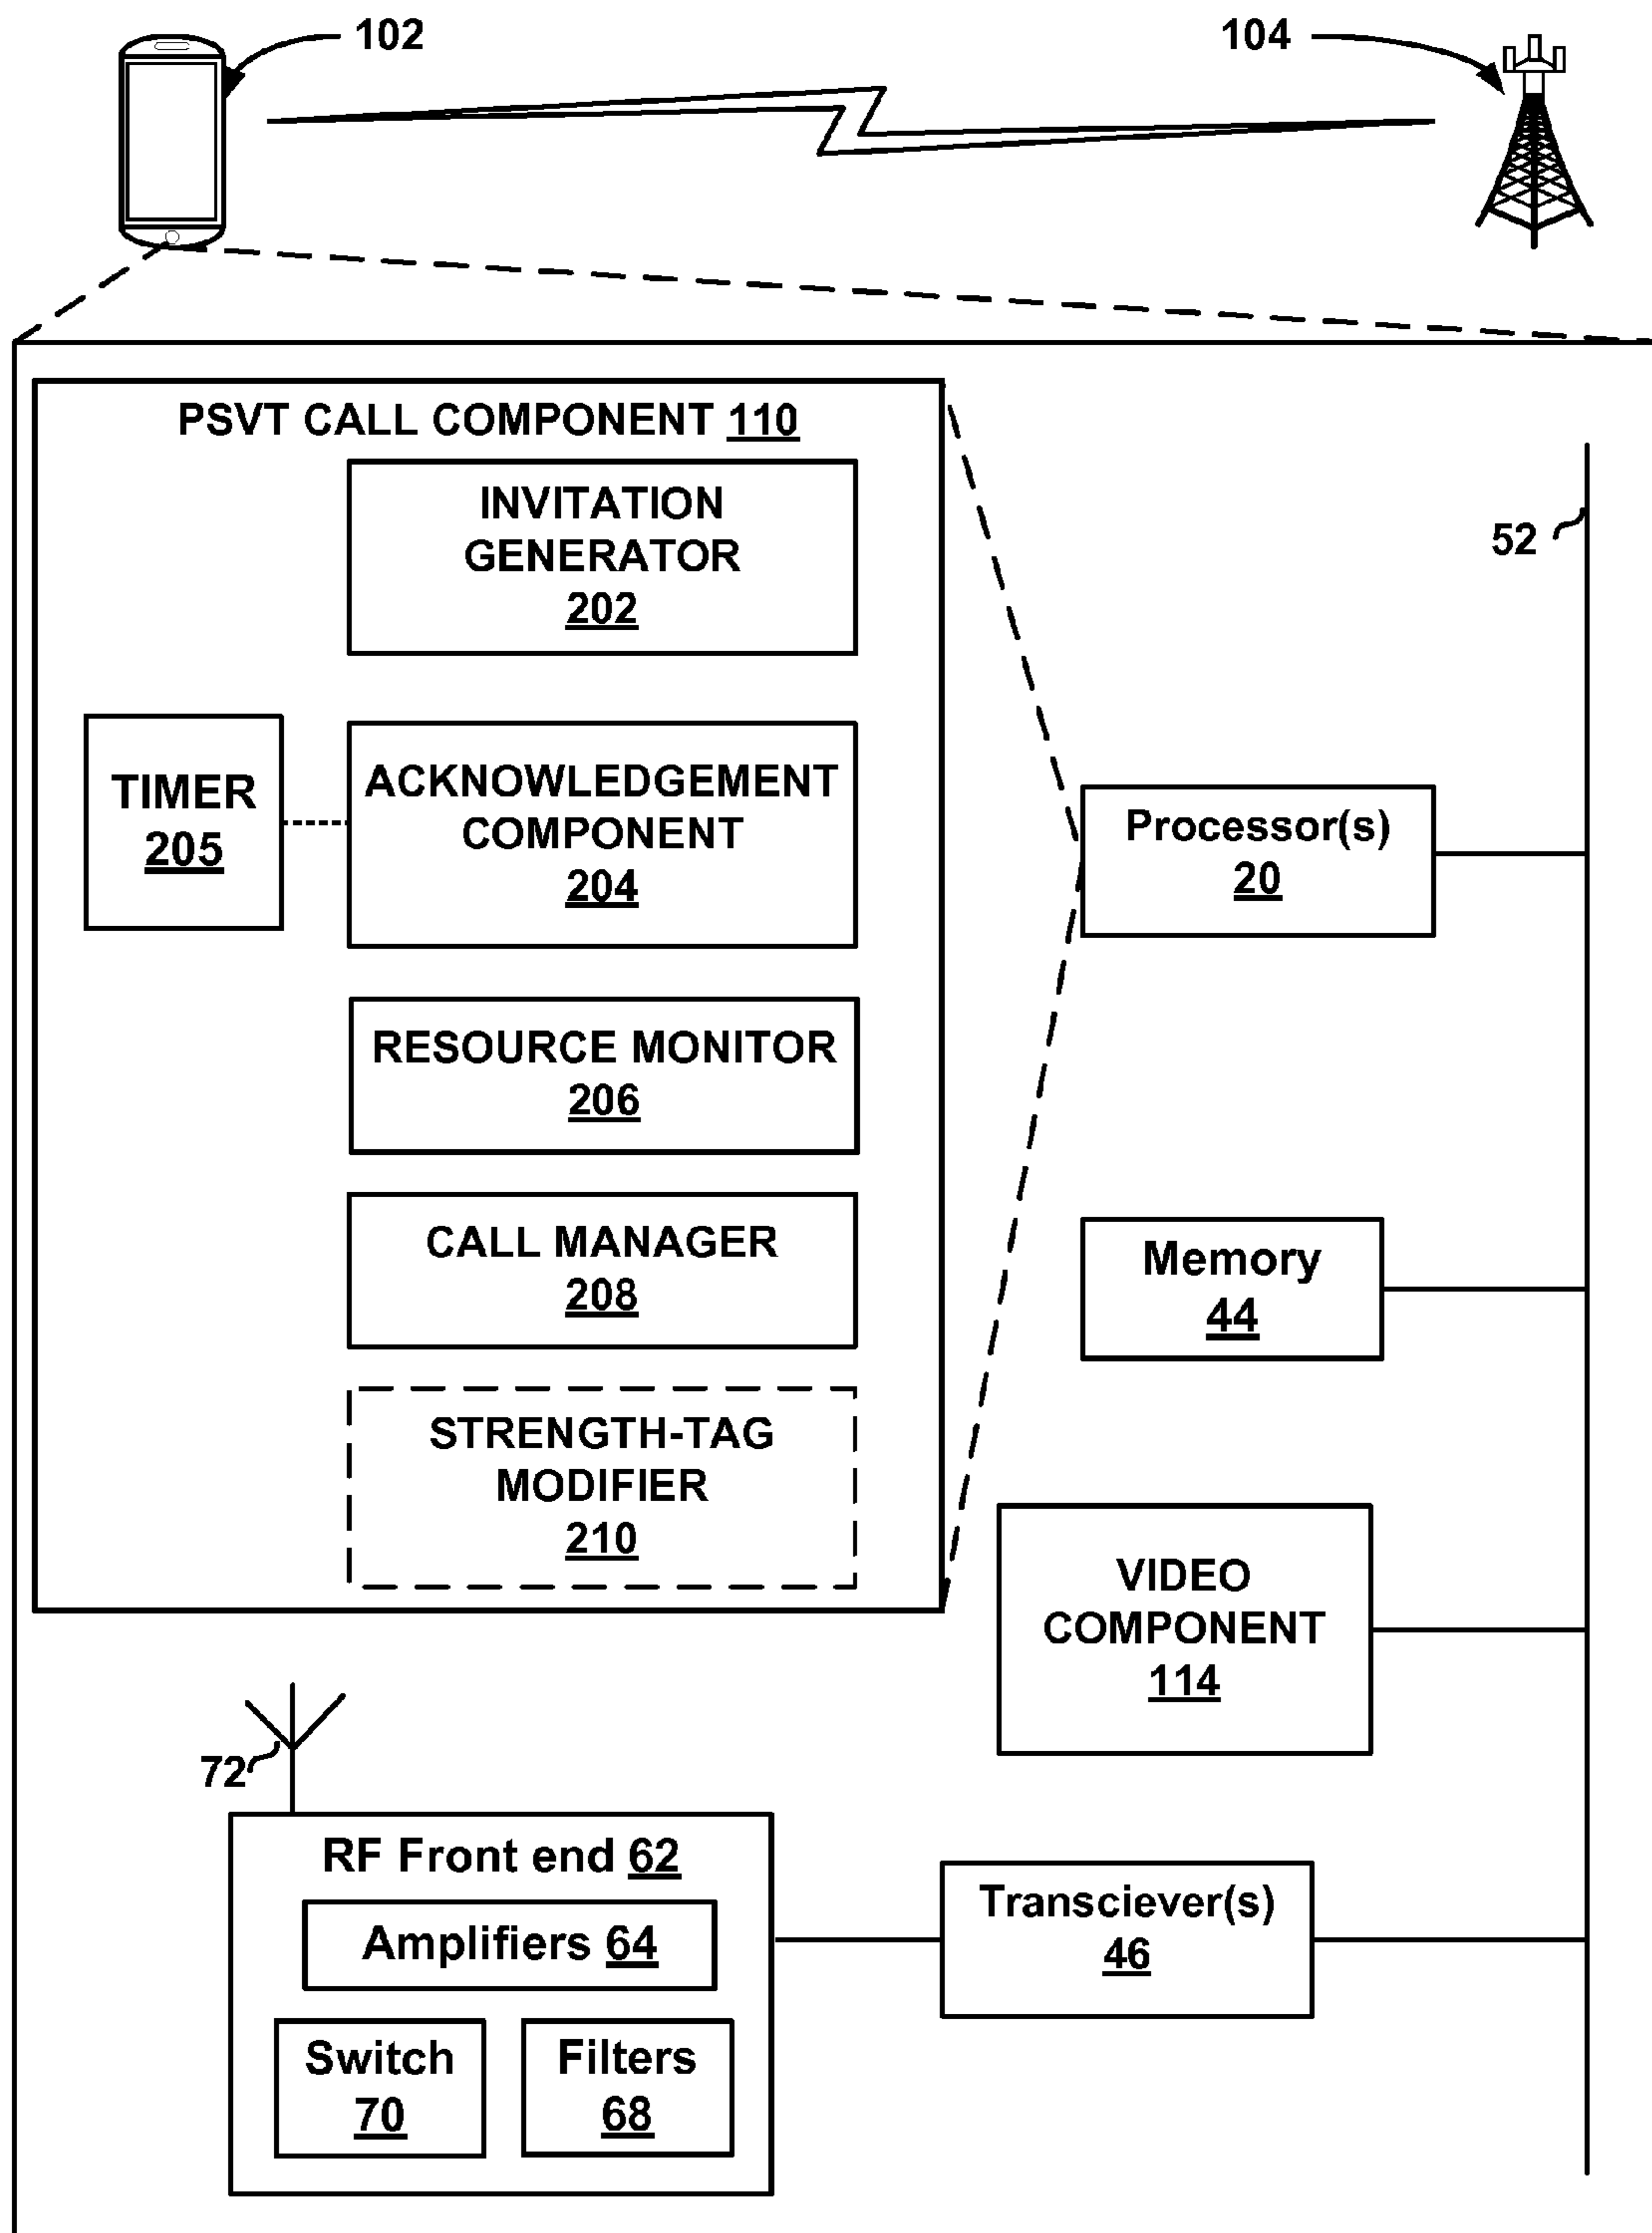 102
104
PSVT CALL COMPONENT 110
INVITATION
GENERATOR
202
52
TIMER
205
ACKNOWLEDGEMENT
COMPONENT
204
Processor(s)
20
RESOURCE MONITOR
206
CALL MANAGER
208
Memory
44
STRENGTH-TAG
MODIFIER
210
VIDEO
COMPONENT
114
72
RF Front end 62
Amplifiers 64
Switch
70
Filters
68
Transciever(s)
46